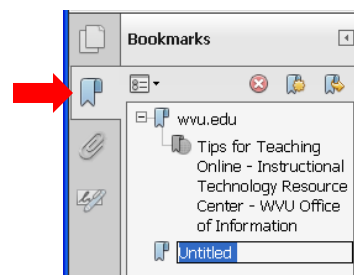 Bookmarks
wvu.edu
Tips for Teaching
Online - Instructional
Technology Resource
Center - WVU Office
of Information
Untitled